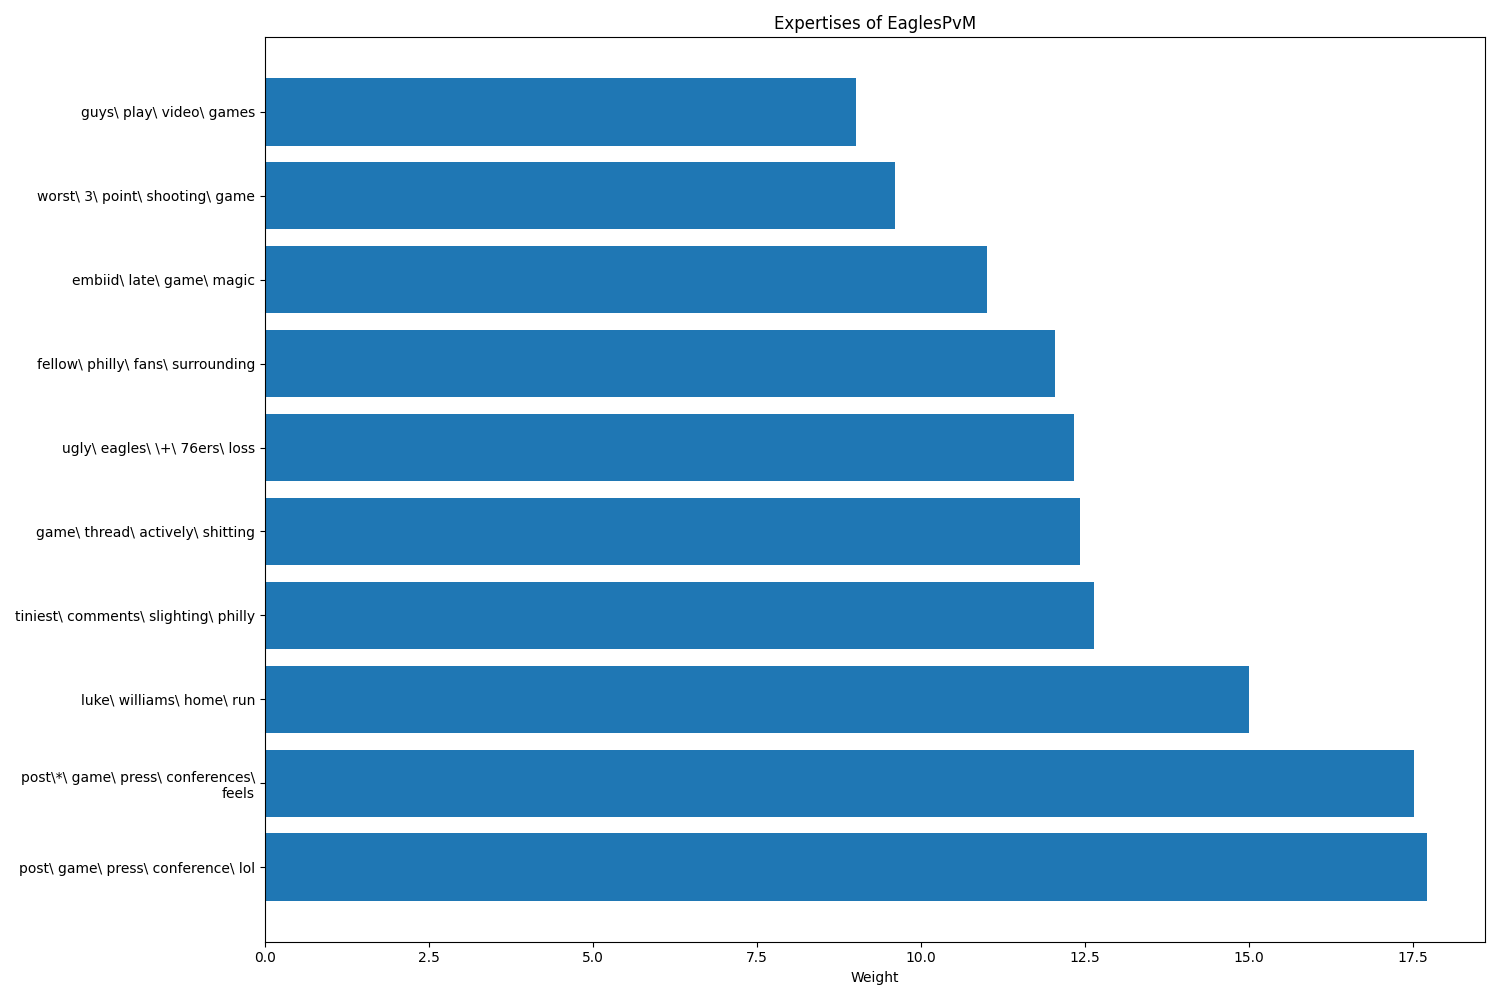 Expertises of EaglesPvM
guys\ play\ video\ games
worst\ 3\ point\ shooting\ game
embiid\ late\ game\ magic
fellow\ philly\ fans\ surrounding
ugly\ eagles\ \+\ 76ers\ loss
game\ thread\ actively\ shitting
tiniest\ comments\ slighting\ philly
luke\ williams\ home\ run
post\*\ game\ press\ conferences\
feels
post\ game\ press\ conference\ lol
0.0 2.5 5.0 7.5 10.0 12.5 15.0 17.5
Weight